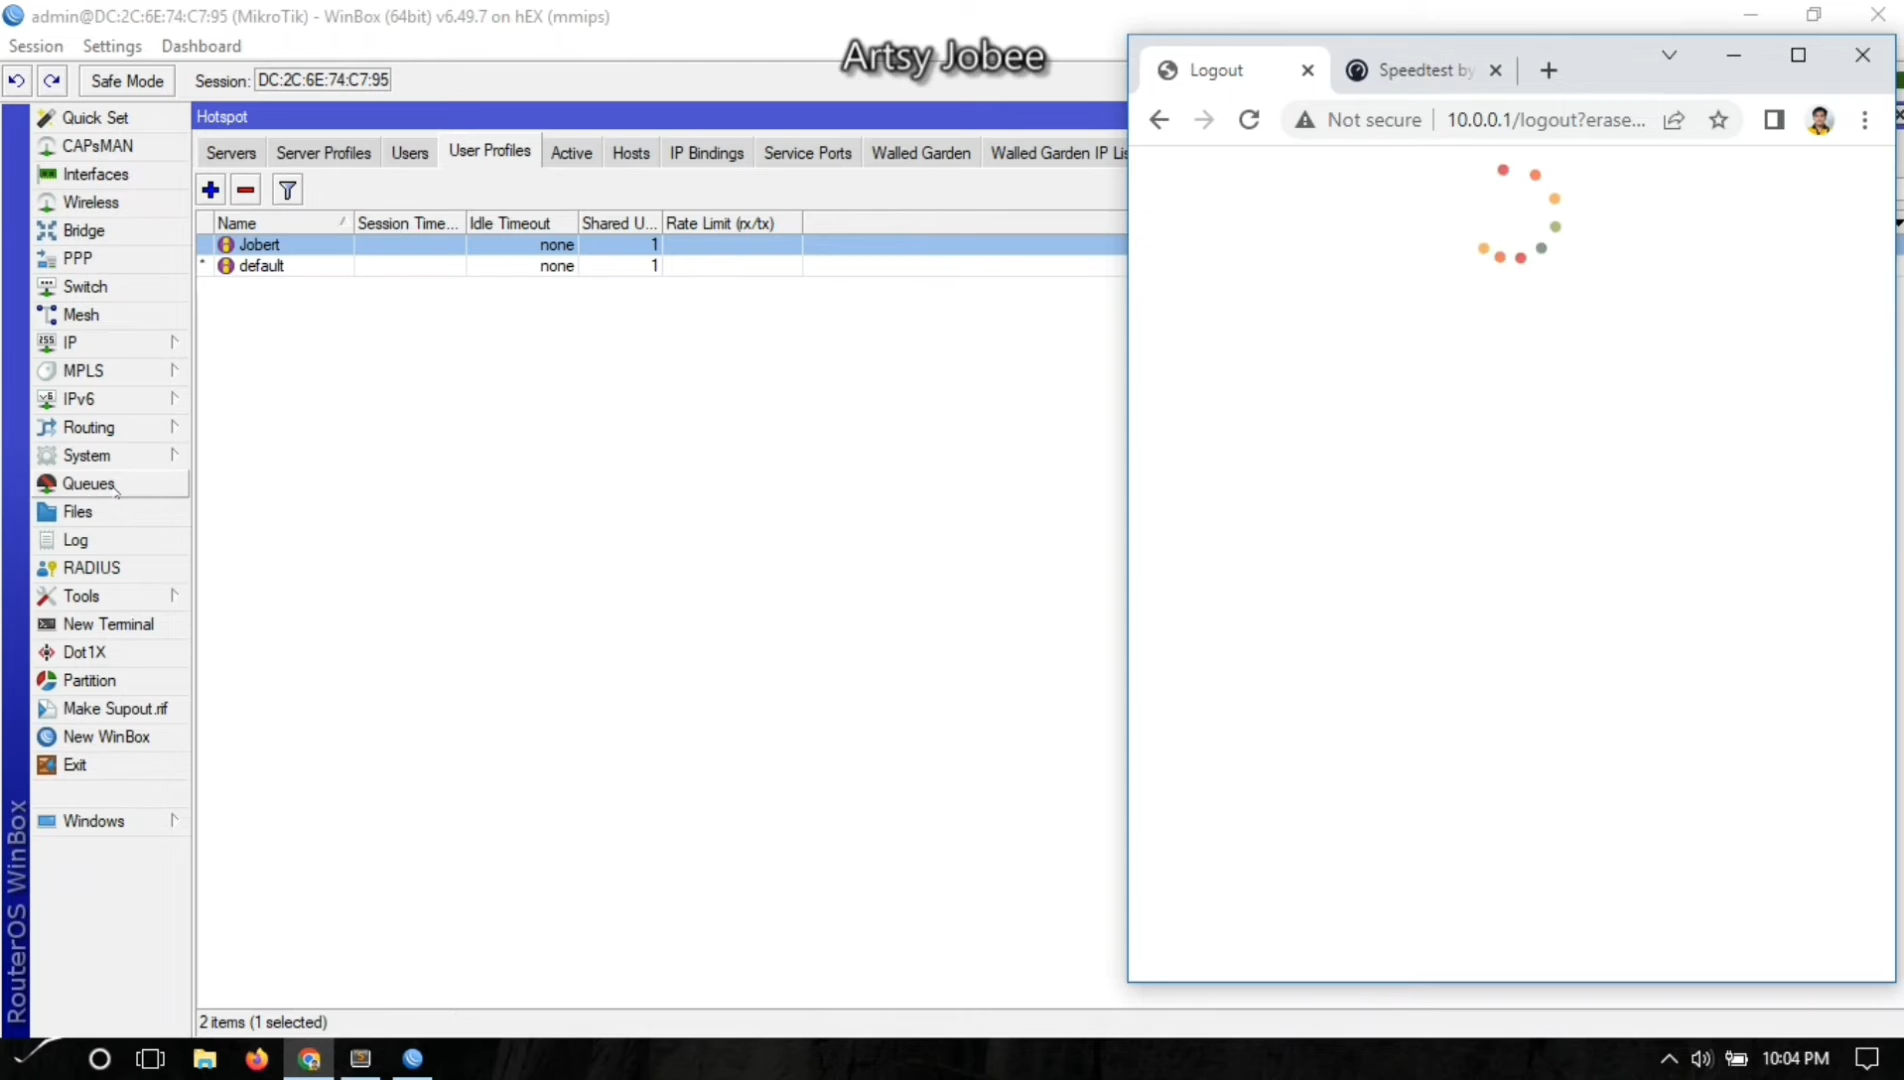 admin@DC:2C:6E:74:C7:95 (MikroTik) - WinBox (64bit) v6.49.7 on hEX (mmips)
Session Settings Dashboard
Artsy Jobee
Safe Mode Session: DC:2C:6E:74:C7:95
Quick Set
CAPsMAN
Interfaces
Wireless
Bridge
PPP
Switch
Mesh
IP
MPLS
IPv6
Routing
System
Queues
Files
Log
RADIUS
Tools
New Terminal
Dot1X
Partition
Make Supout.rif
New WinBox
Exit
Windows
RouterOS WinBox
Hotspot
Servers Server Profiles Users User Profiles Active Hosts IP Bindings Service Ports Walled Garden Walled Garden IP Lis
Name Session Time... Idle Timeout Shared U... Rate Limit (rx/tx)
Jobert none 1
* default none 1
2 items (1 selected)
Logout Speedtest by
Not secure 10.0.0.1/logout?erase...
10:04 PM